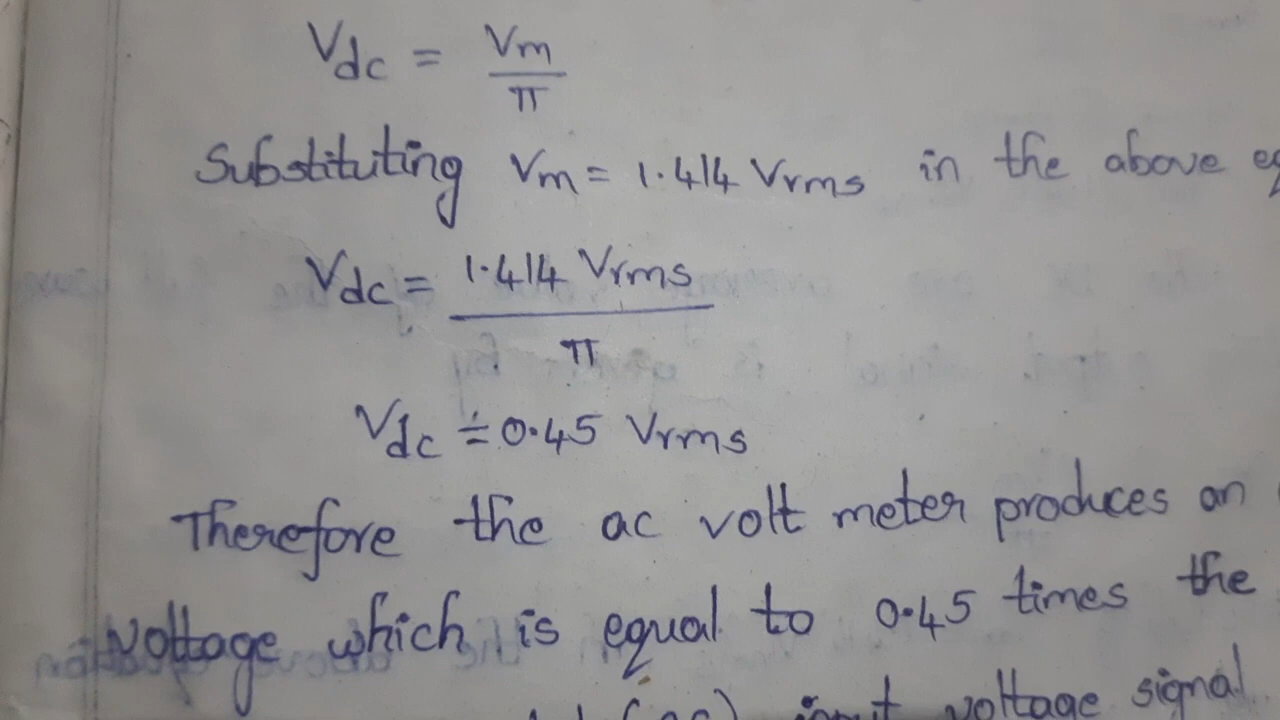 Vdc = Vm / π
Substituting Vm = 1.414 Vrms in the above
Vdc = 1.414 Vrms / π
Vdc ≐ 0.45 Vrms
Therefore the ac volt meter produces an
voltage which is equal to 0.45 times the
input voltage signal